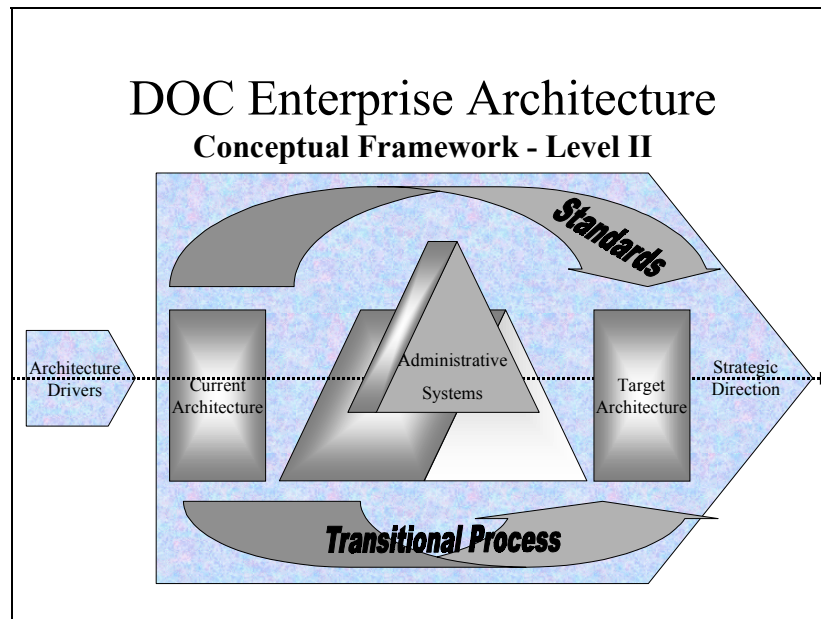 DOC Enterprise Architecture
Conceptual Framework - Level II
Standards
Architecture
Drivers
Current
Architecture
Administrative
Systems
Target
Architecture
Strategic
Direction
Transitional Process